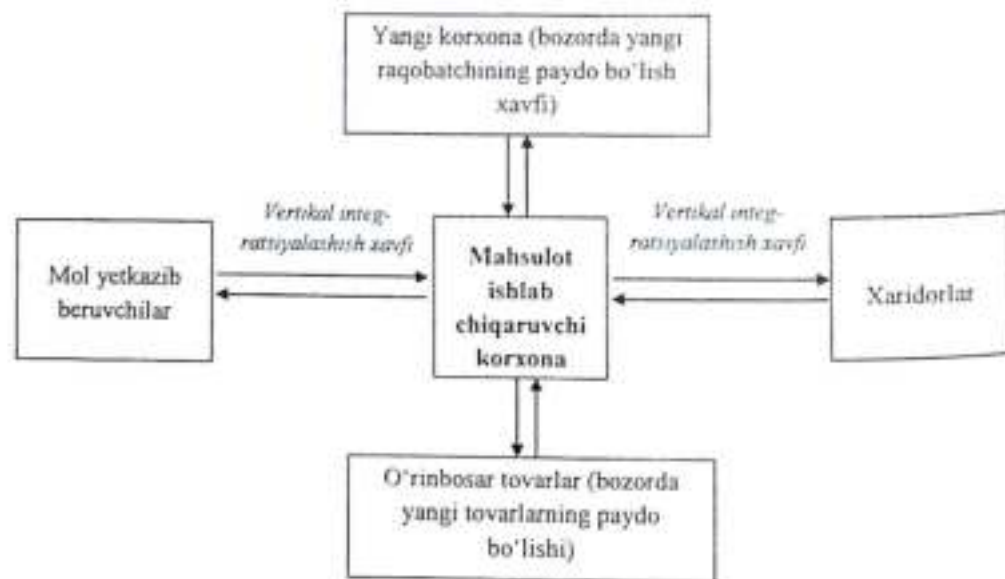 Yangi korxona (bozorda yangi
raqobatchining paydo bo‘lish
xavfi)
Vertikal integ-
ratsiyalashish xavfi
Vertikal integ-
ratsiyalashish xavfi
Mol yetkazib
beruvchilar
Mahsulot
ishlab
chiqaruvchi
korxona
Xaridorlar
O‘rinbosar tovarlar (bozorda
yangi tovarlarning paydo
bo‘lishi)